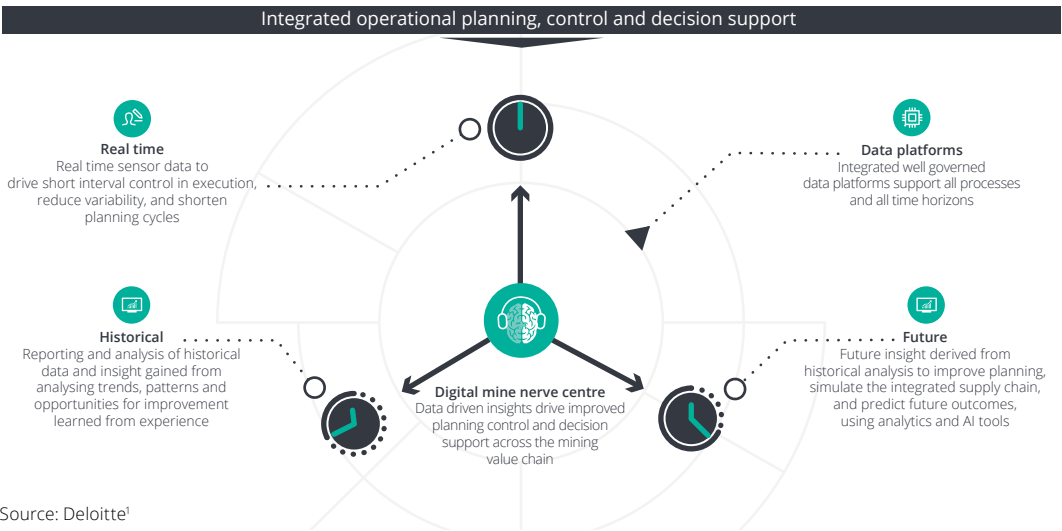 Integrated operational planning, control and decision support
Real time
Real time sensor data to
drive short interval control in execution,
reduce variability, and shorten
planning cycles
Data platforms
Integrated well governed
data platforms support all processes
and all time horizons
Historical
Reporting and analysis of historical
data and insight gained from
analysing trends, patterns and
opportunities for improvement
learned from experience
Digital mine nerve centre
Data driven insights drive improved
planning control and decision
support across the mining
value chain
Future
Future insight derived from
historical analysis to improve planning,
simulate the integrated supply chain,
and predict future outcomes,
using analytics and AI tools
Source: Deloitte¹